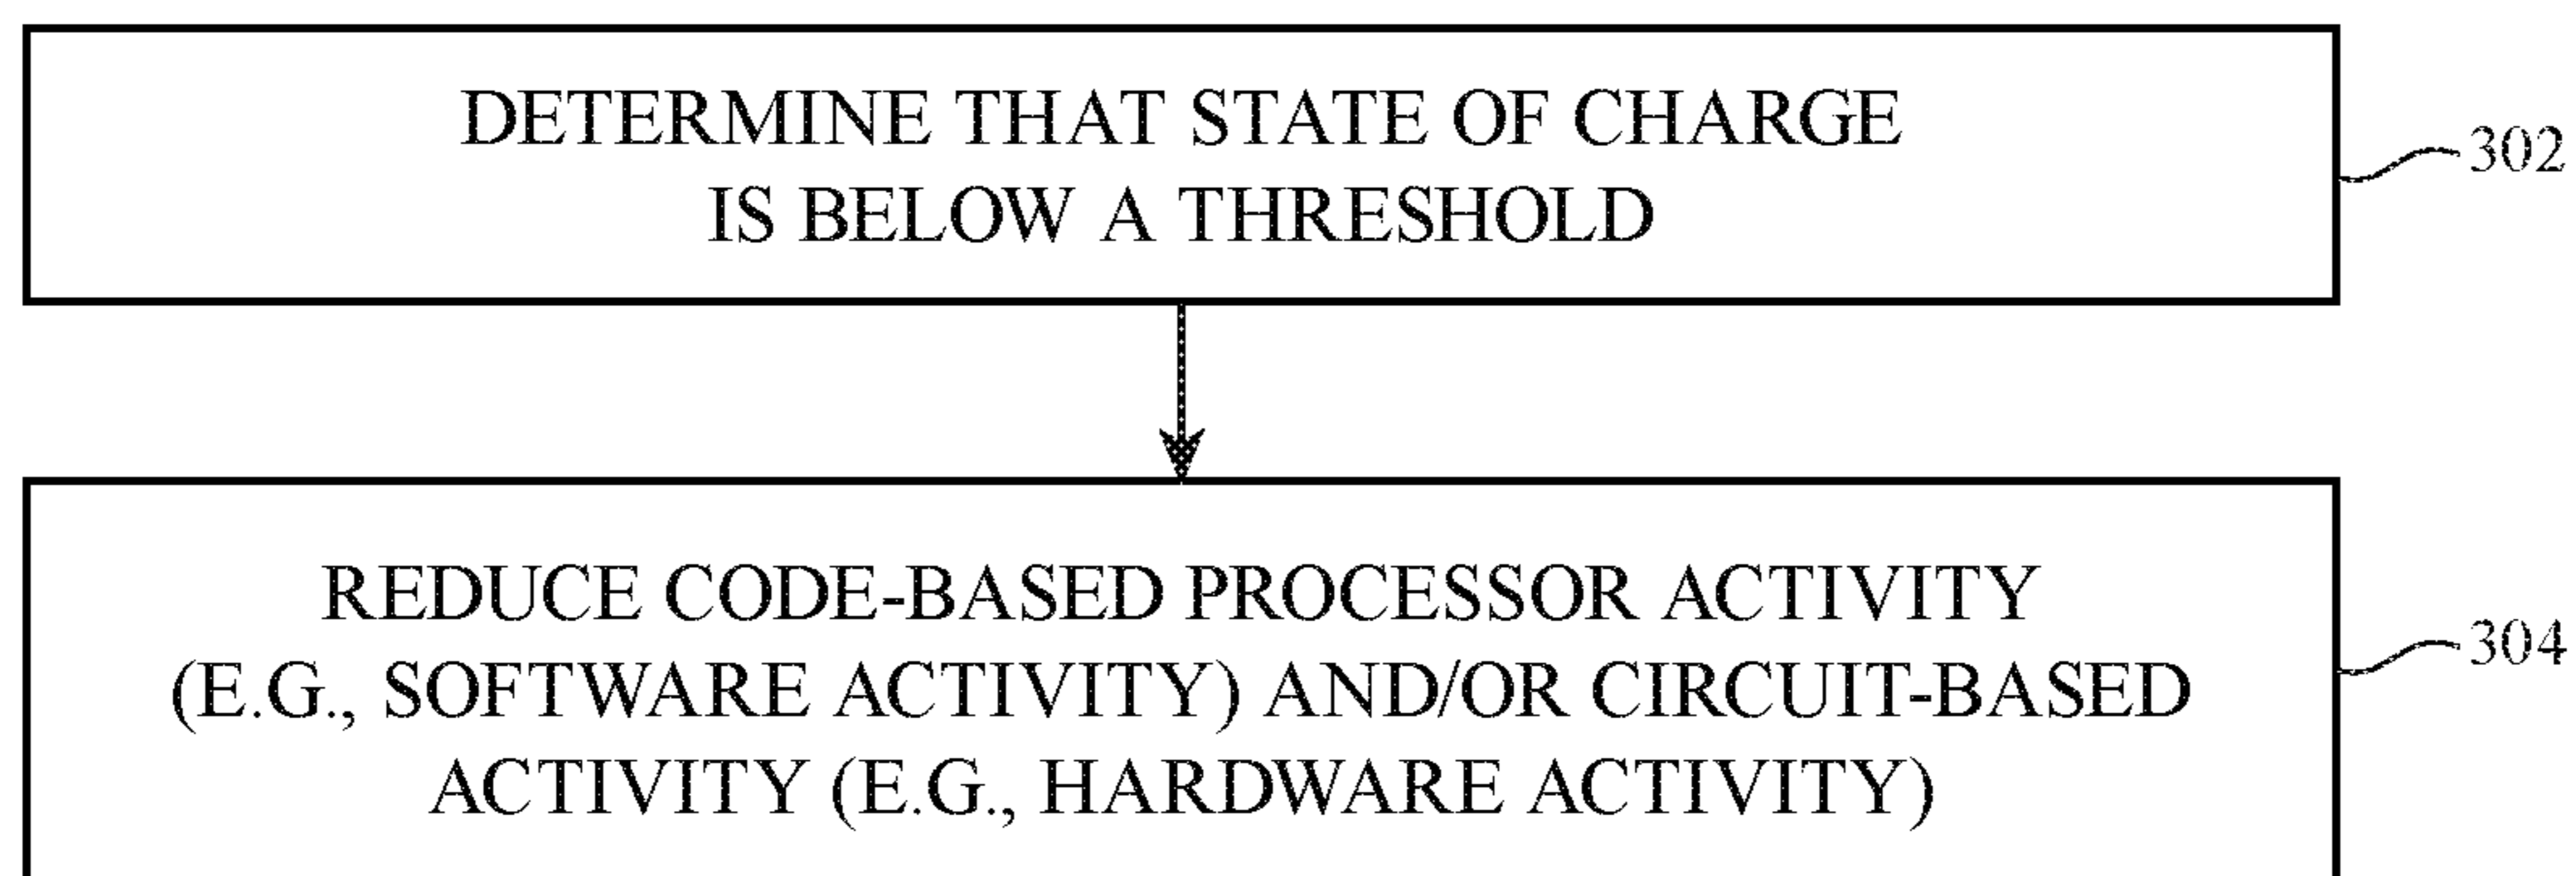 DETERMINE THAT STATE OF CHARGE
IS BELOW A THRESHOLD
302
REDUCE CODE-BASED PROCESSOR ACTIVITY
(E.G., SOFTWARE ACTIVITY) AND/OR CIRCUIT-BASED
ACTIVITY (E.G., HARDWARE ACTIVITY)
304